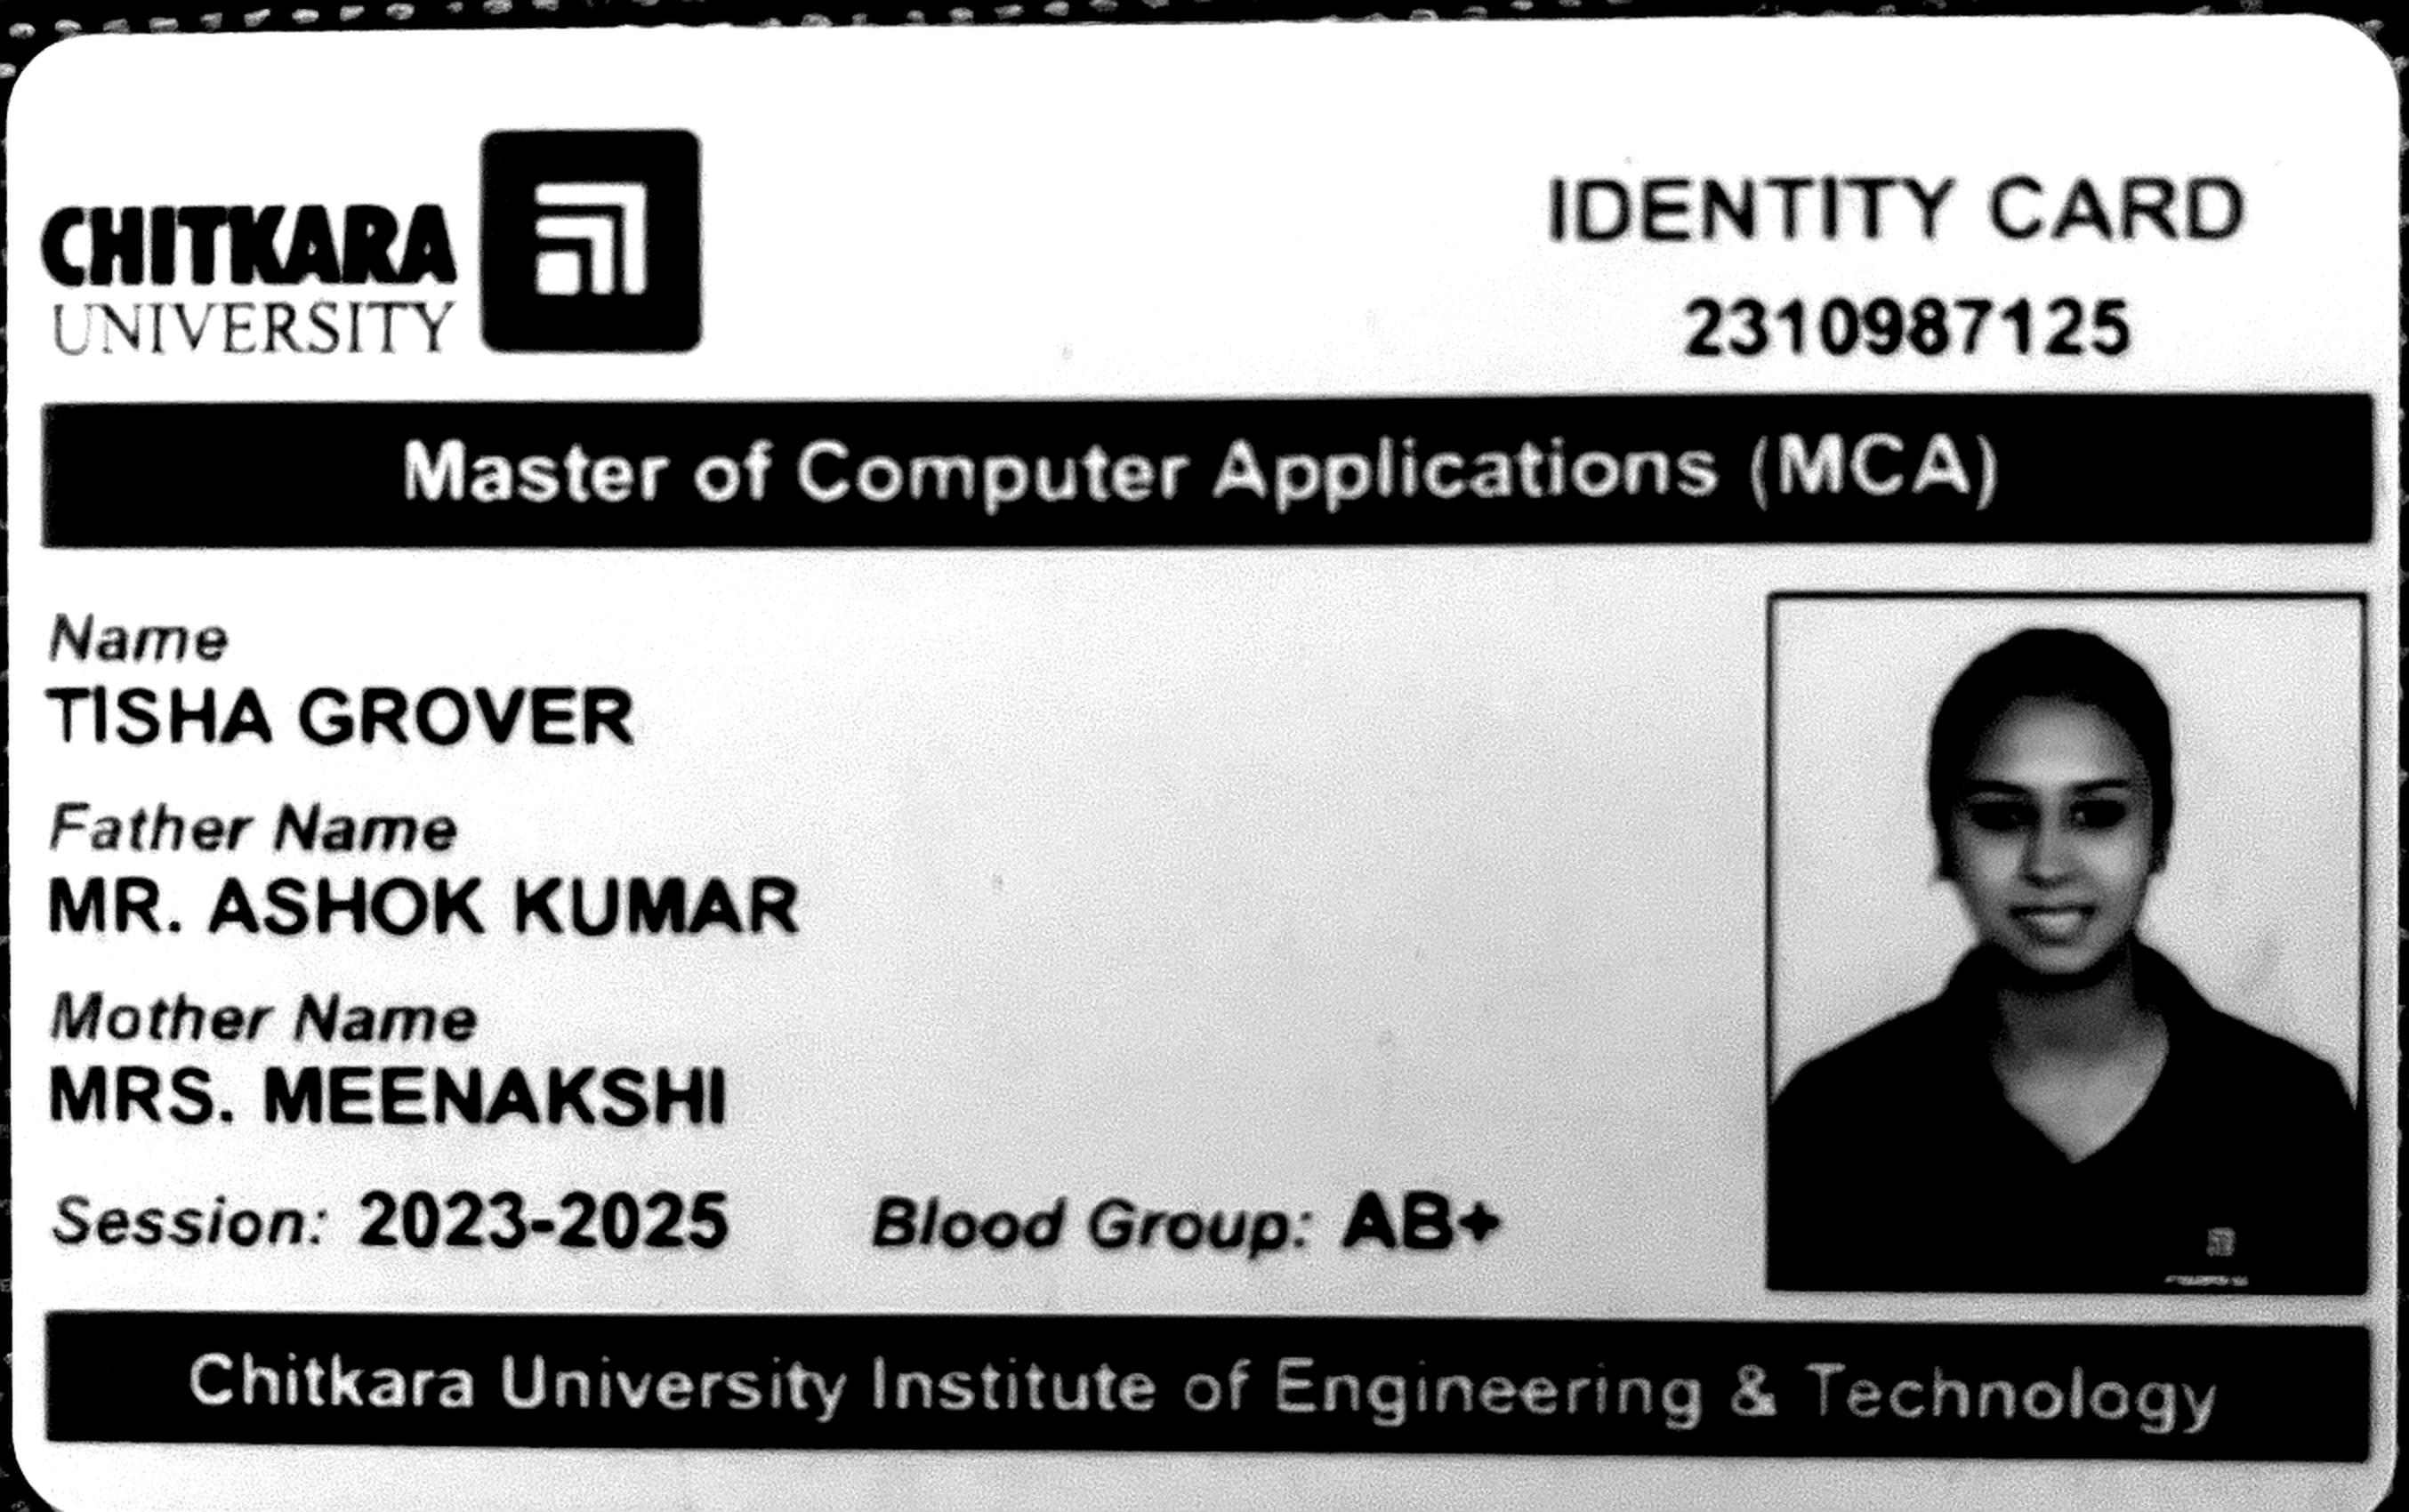 CHITKARA
UNIVERSITY
IDENTITY CARD
2310987125
Master of Computer Applications (MCA)
Name
TISHA GROVER
Father Name
MR. ASHOK KUMAR
Mother Name
MRS. MEENAKSHI
Session: 2023-2025 Blood Group: AB+
Chitkara University Institute of Engineering & Technology